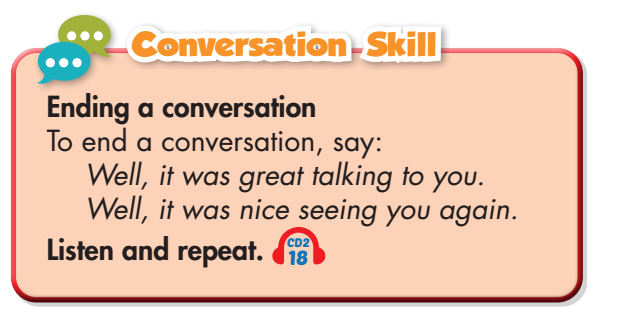 Conversation Skill
Ending a conversation
To end a conversation, say:
Well, it was great talking to you.
Well, it was nice seeing you again.
Listen and repeat. CD2
18